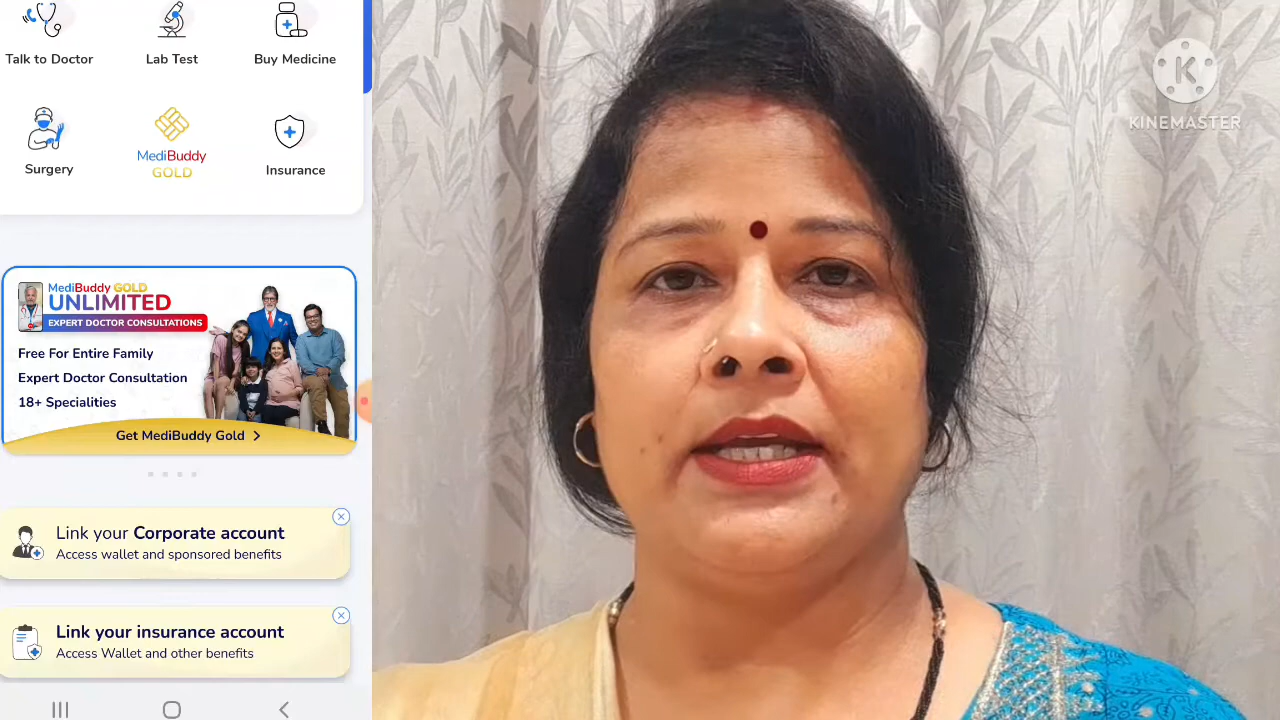 Talk to Doctor
Lab Test
Buy Medicine
Surgery
MediBuddy
GOLD
Insurance
MediBuddy GOLD
UNLIMITED
EXPERT DOCTOR CONSULTATIONS
Free For Entire Family
Expert Doctor Consultation
18+ Specialities
Get MediBuddy Gold >
Link your Corporate account
Access wallet and sponsored benefits
Link your insurance account
Access Wallet and other benefits
K
KINEMASTER